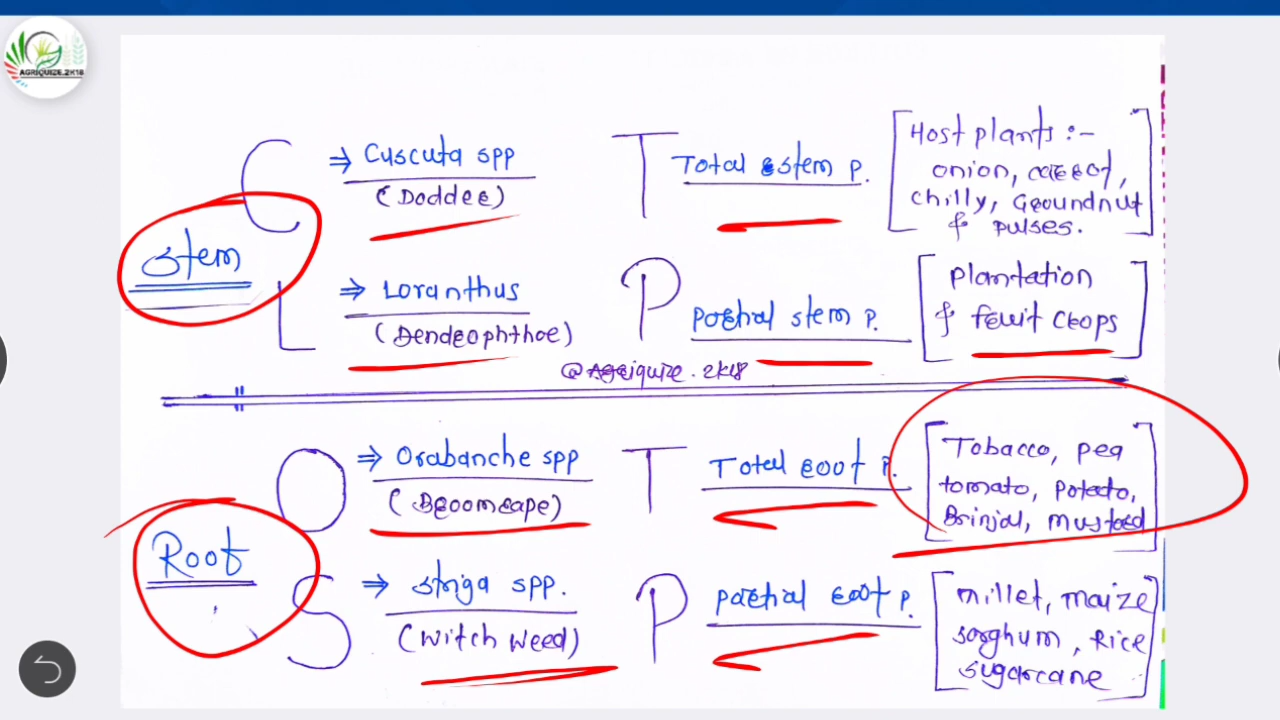 AGRIQUIZE.2K18
C ⇒ Cuscuta spp T Total stem p. [Host plants :-
(Dodder) onion, carrot,
chilly, Groundnut
& pulses.]
Stem
L ⇒ Loranthus P Partial stem p. [plantation
(Dendrophthoe) & fruit crops]
@Agriquize.2K18
O ⇒ Orabanche spp T Total root p. [Tobacco, pea
(Broomrape) tomato, Potato,
Brinjal, mustard]
Root
S ⇒ Striga spp. P partial root p. [millet, maize
(Witch Weed) sorghum, Rice
sugarcane]